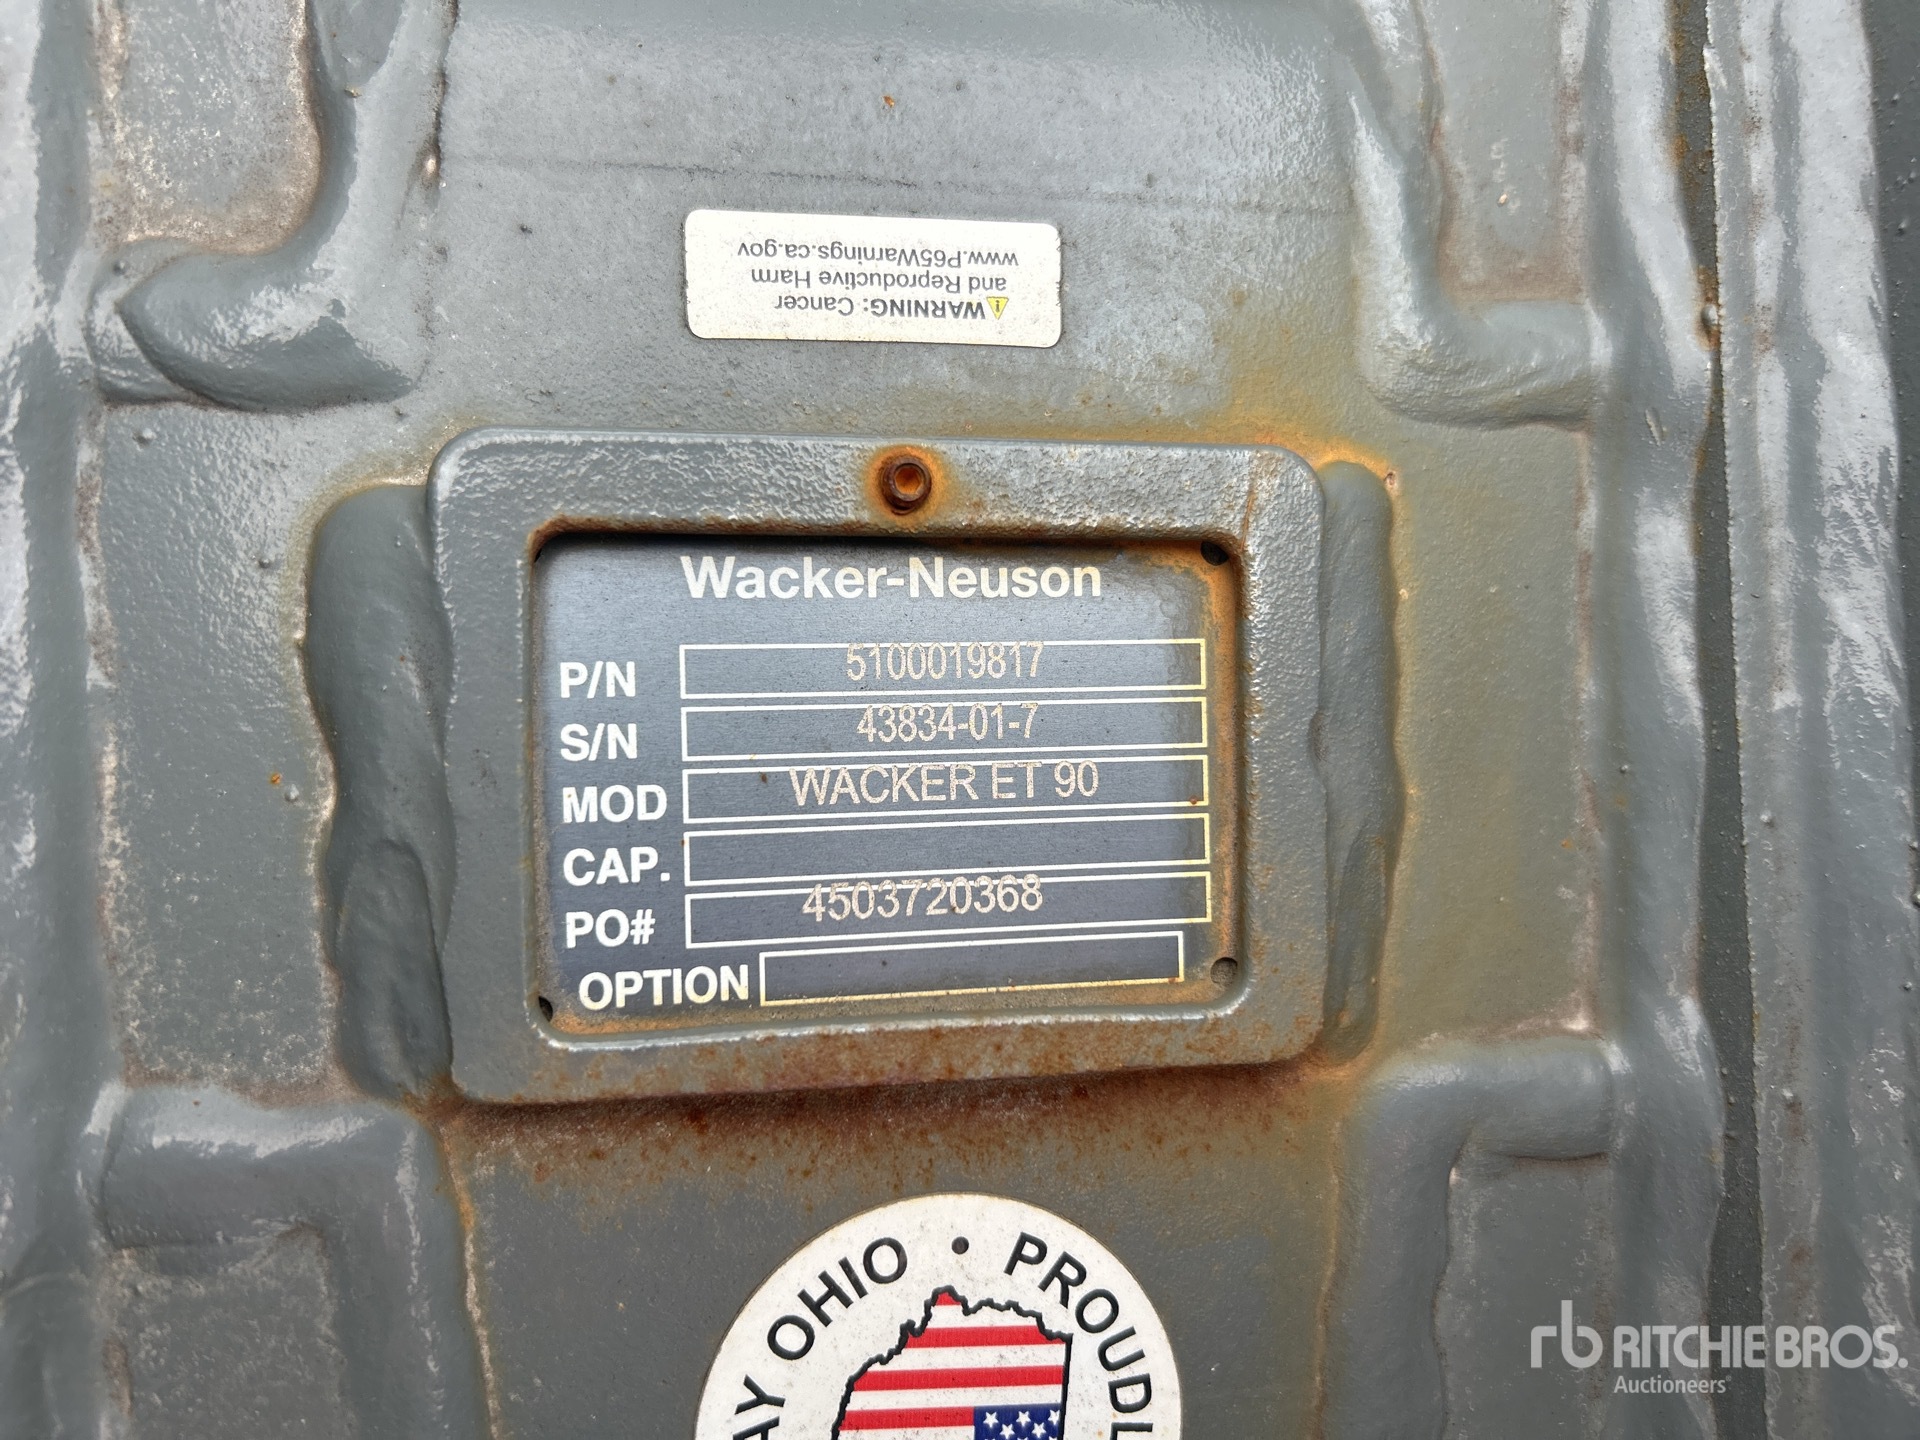 ⚠WARNING: Cancer
and Reproductive Harm
www.P65Warnings.ca.gov
Wacker-Neuson
P/N 5100019817
S/N 43834-01-7
MOD WACKER ET 90
CAP.
PO# 4503720368
OPTION
OHIO • PROUDL
rb RITCHIE BROS.
Auctioneers